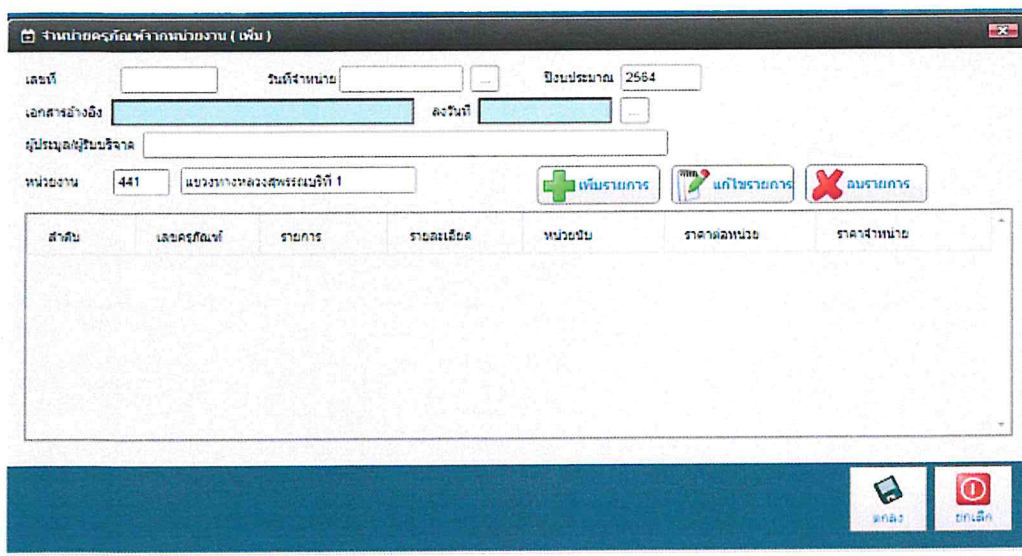 จำหน่ายครุภัณฑ์จากหน่วยงาน ( เพิ่ม )
เลขที่ วันที่จำหน่าย ... ปีงบประมาณ 2564
เอกสารอ้างอิง ลงวันที่ ...
ผู้ประมูล/ผู้รับบริจาค
หน่วยงาน 441 แขวงทางหลวงสุพรรณบุรีที่ 1 เพิ่มรายการ แก้ไขรายการ ลบรายการ
ลำดับ เลขครุภัณฑ์ รายการ รายละเอียด หน่วยนับ ราคาต่อหน่วย ราคาจำหน่าย
ตกลง ยกเลิก